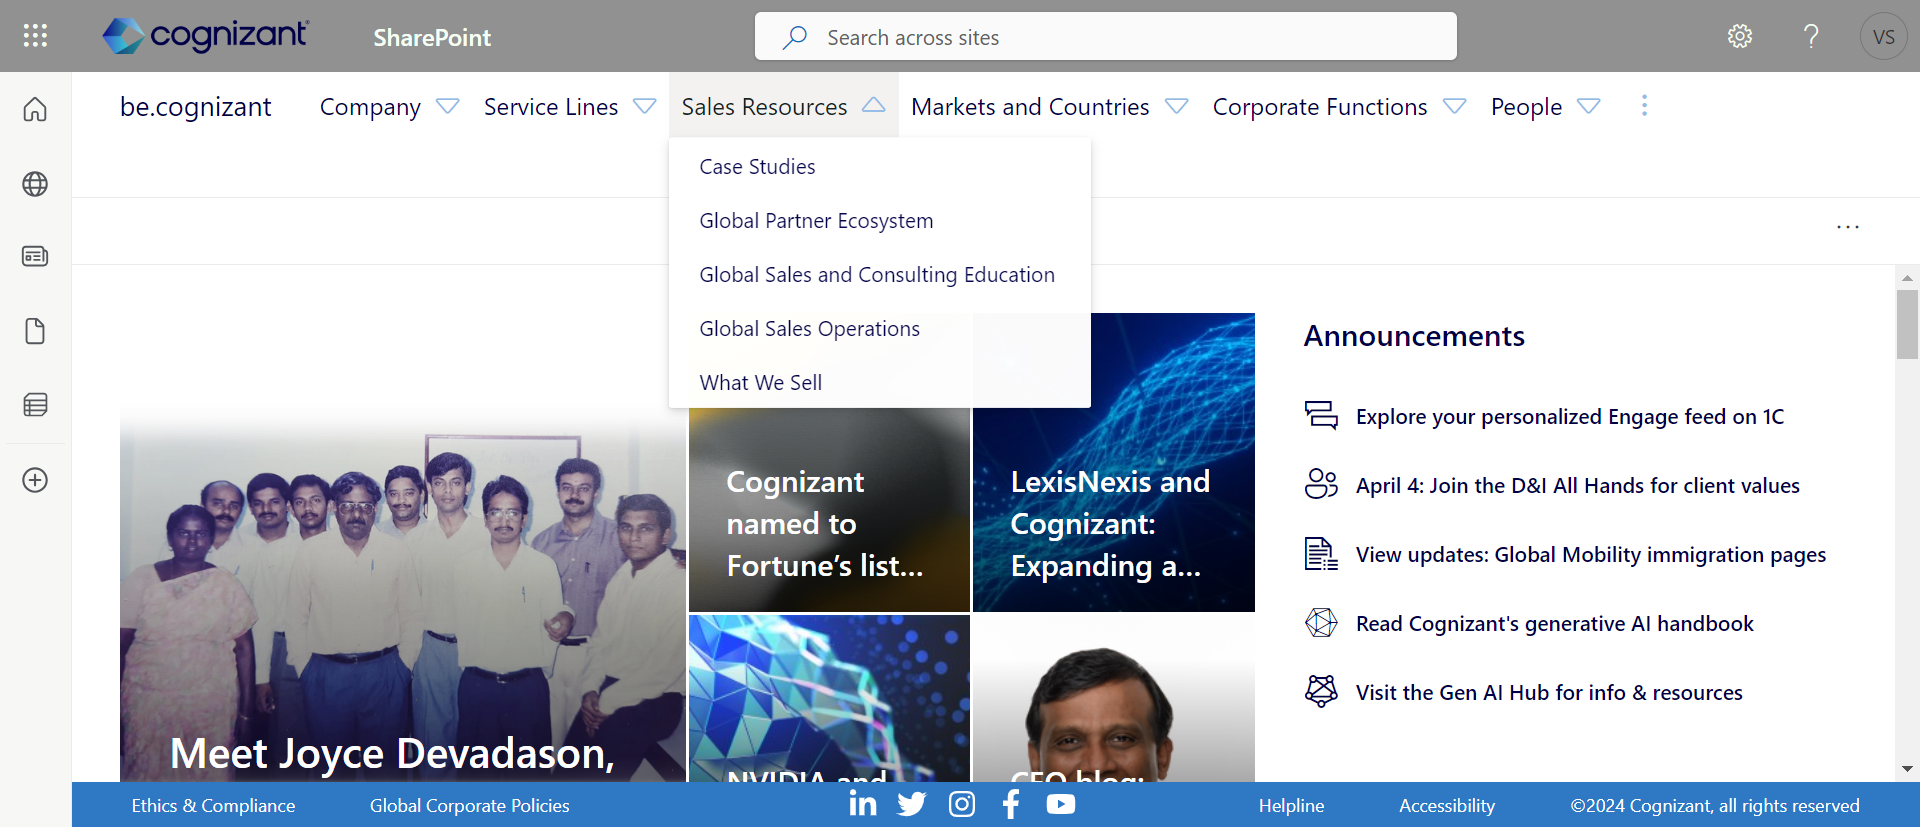 cognizant
SharePoint
Search across sites
VS
be.cognizant
Company
Service Lines
Sales Resources
Markets and Countries
Corporate Functions
People
Case Studies
Global Partner Ecosystem
Global Sales and Consulting Education
Global Sales Operations
What We Sell
Meet Joyce Devadason,
Cognizant
named to
Fortune’s list...
LexisNexis and
Cognizant:
Expanding a...
NVIDIA and
CEO blog:
Announcements
Explore your personalized Engage feed on 1C
April 4: Join the D&I All Hands for client values
View updates: Global Mobility immigration pages
Read Cognizant's generative AI handbook
Visit the Gen AI Hub for info & resources
Ethics & Compliance
Global Corporate Policies
Helpline
Accessibility
©2024 Cognizant, all rights reserved